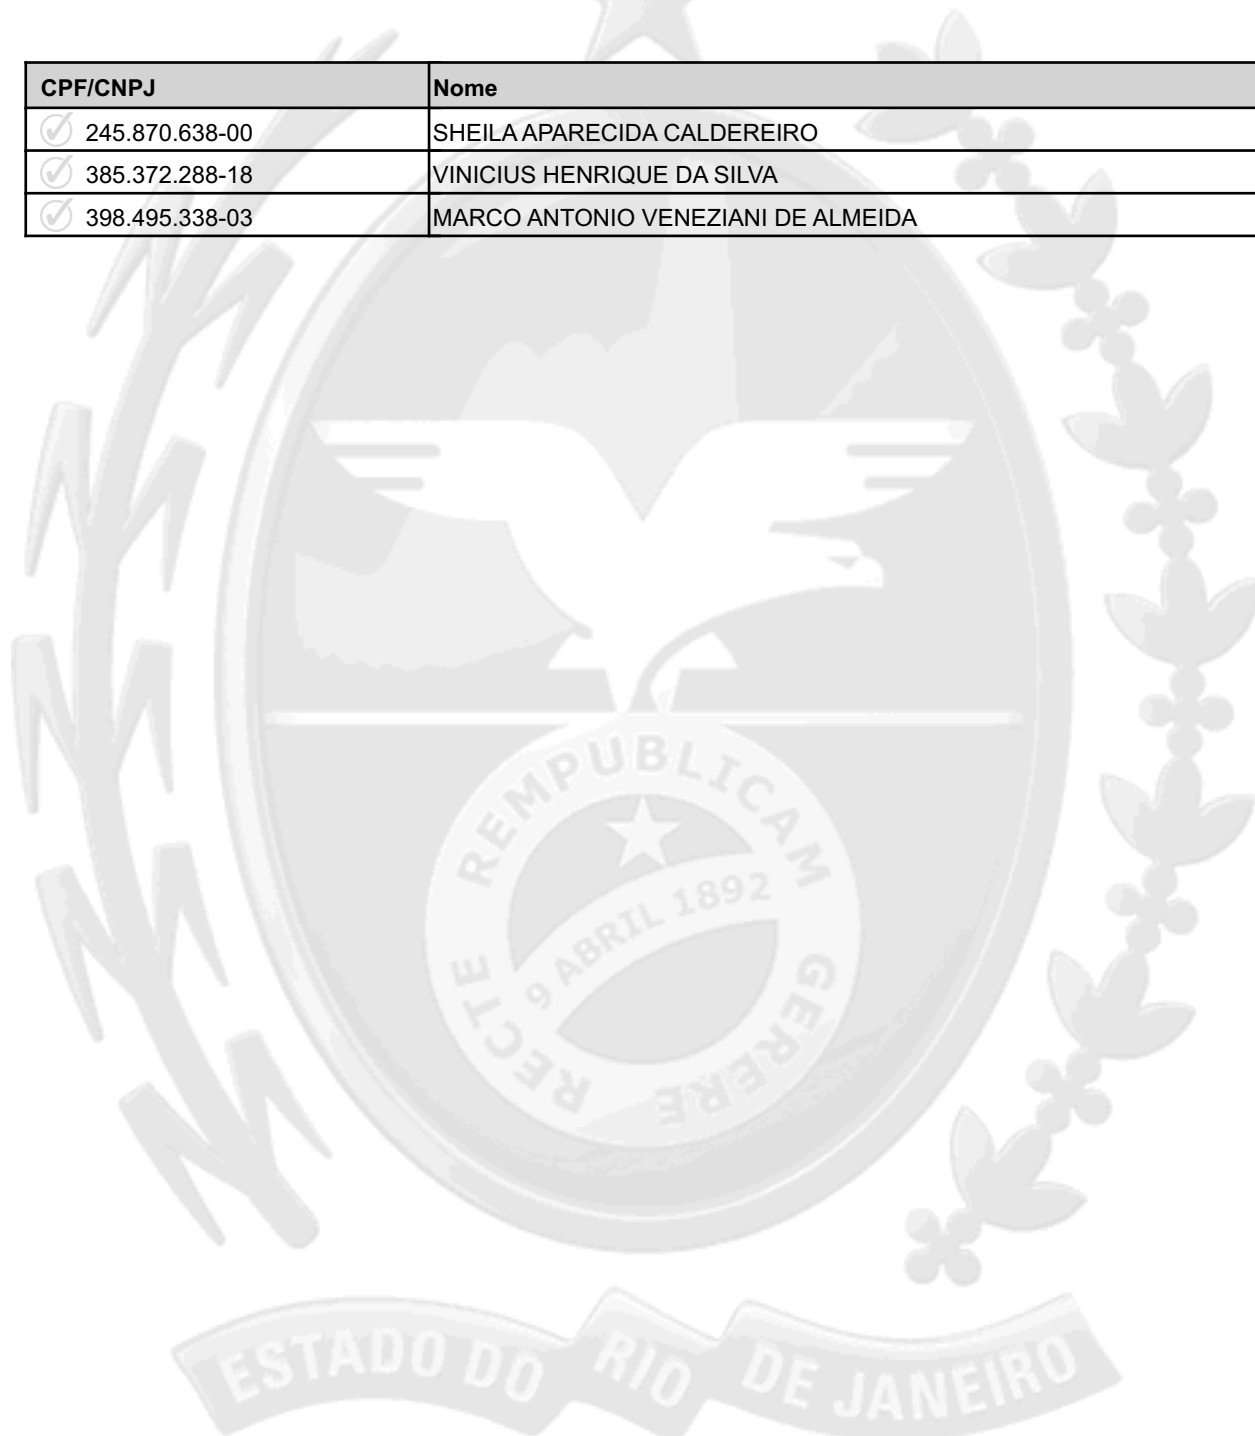 CPF/CNPJ Nome
245.870.638-00 SHEILA APARECIDA CALDEREIRO
385.372.288-18 VINICIUS HENRIQUE DA SILVA
398.495.338-03 MARCO ANTONIO VENEZIANI DE ALMEIDA
RECTE REMPUBLICAM GERERE
9 ABRIL 1892
ESTADO DO RIO DE JANEIRO